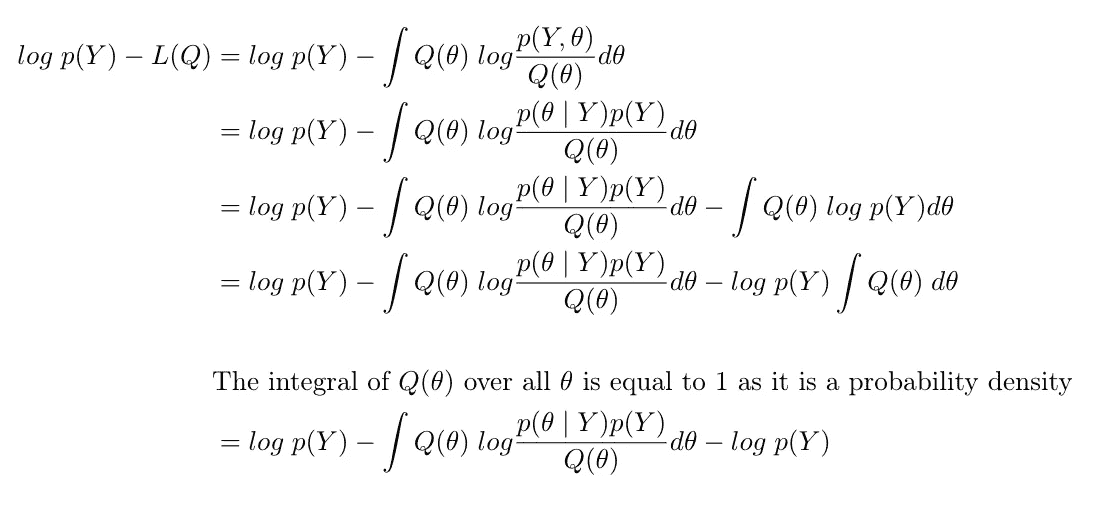 log p(Y) − L(Q) = log p(Y) − ∫ Q(θ) log p(Y, θ)/Q(θ) dθ
= log p(Y) − ∫ Q(θ) log p(θ | Y)p(Y)/Q(θ) dθ
= log p(Y) − ∫ Q(θ) log p(θ | Y)p(Y)/Q(θ) dθ − ∫ Q(θ) log p(Y)dθ
= log p(Y) − ∫ Q(θ) log p(θ | Y)p(Y)/Q(θ) dθ − log p(Y) ∫ Q(θ) dθ
The integral of Q(θ) over all θ is equal to 1 as it is a probability density
= log p(Y) − ∫ Q(θ) log p(θ | Y)p(Y)/Q(θ) dθ − log p(Y)